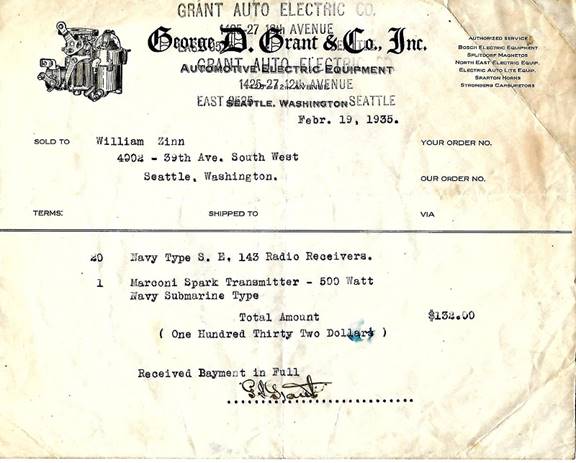 GRANT AUTO ELECTRIC CO.
1425-27 12th AVENUE
George D. Grant & Co., Inc.
GRANT AUTO ELECTRIC CO
AUTOMOTIVE ELECTRIC EQUIPMENT
1425-27-12th AVENUE
EAST SEATTLE
SEATTLE, WASHINGTON
AUTHORIZED SERVICE
BOSCH ELECTRIC EQUIPMENT
SPLITDORF MAGNETOS
NORTH EAST ELECTRIC EQUIP.
ELECTRIC AUTO LITE EQUIP.
SPARTON HORNS
STROMBERG CARBURETORS
Febr. 19, 1935.
SOLD TO William Zinn YOUR ORDER NO.
4902 - 39th Ave. South West
Seattle, Washington. OUR ORDER NO.
TERMS: SHIPPED TO VIA
20 Navy Type S. E. 143 Radio Receivers.
1 Marconi Spark Transmitter - 500 Watt
Navy Submarine Type
Total Amount $132.00
( One Hundred Thirty Two Dollars )
Received Bayment in Full